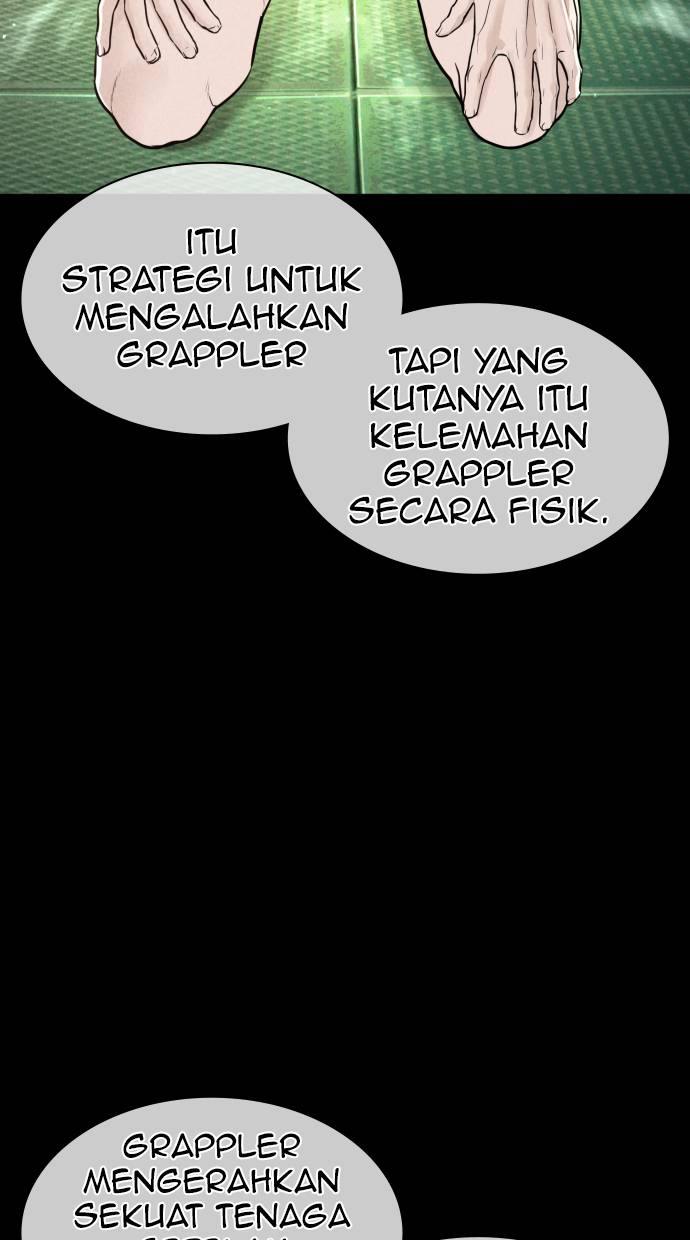 ITU
STRATEGI UNTUK
MENGALAHKAN
GRAPPLER
TAPI YANG
KUTANYA ITU
KELEMAHAN
GRAPPLER
SECARA FISIK.
GRAPPLER
MENGERAHKAN
SEKUAT TENAGA